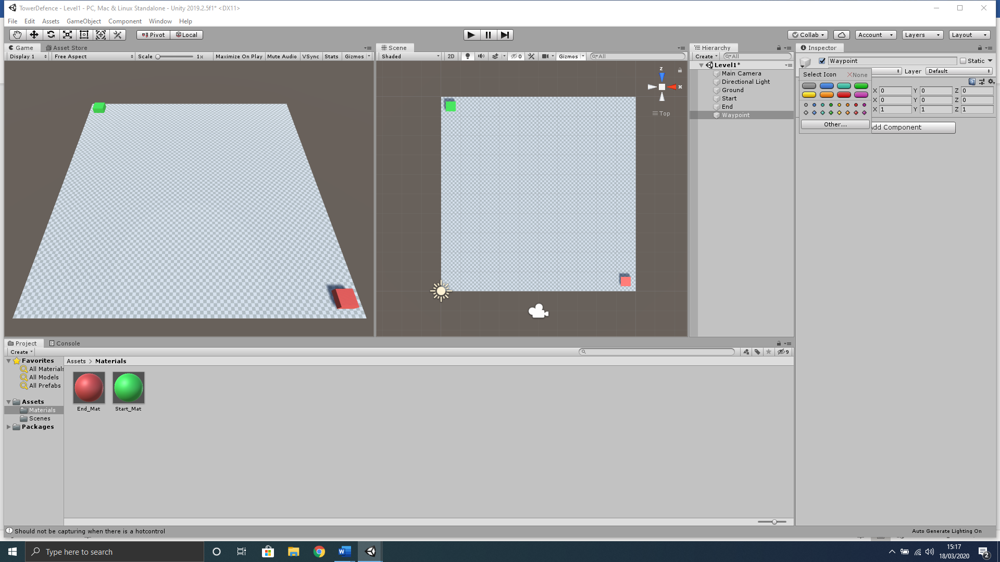 TowerDefence - Level1 - PC, Mac & Linux Standalone - Unity 2019.2.5f1* <DX11>
File Edit Assets GameObject Component Window Help
Pivot Local
Collab Account Layers Layout
Game Asset Store
Display 1 Free Aspect Scale 1x Maximize On Play Mute Audio VSync Stats Gizmos
Scene
Shaded 2D 0 Gizmos All
z
x
Top
Hierarchy
Create All
Level1*
Main Camera
Directional Light
Ground
Start
End
Waypoint
Inspector
Waypoint Static
Layer Default
Select Icon None
X 0 Y 0 Z 0
X 0 Y 0 Z 0
X 1 Y 1 Z 1
Other...
dd Component
Project Console
Create
9
Favorites
All Materials
All Models
All Prefabs
Assets
Materials
Scenes
Packages
Assets > Materials
End_Mat Start_Mat
Should not be capturing when there is a hotcontrol
Auto Generate Lighting On
Type here to search
W
15:17
18/03/2020
2